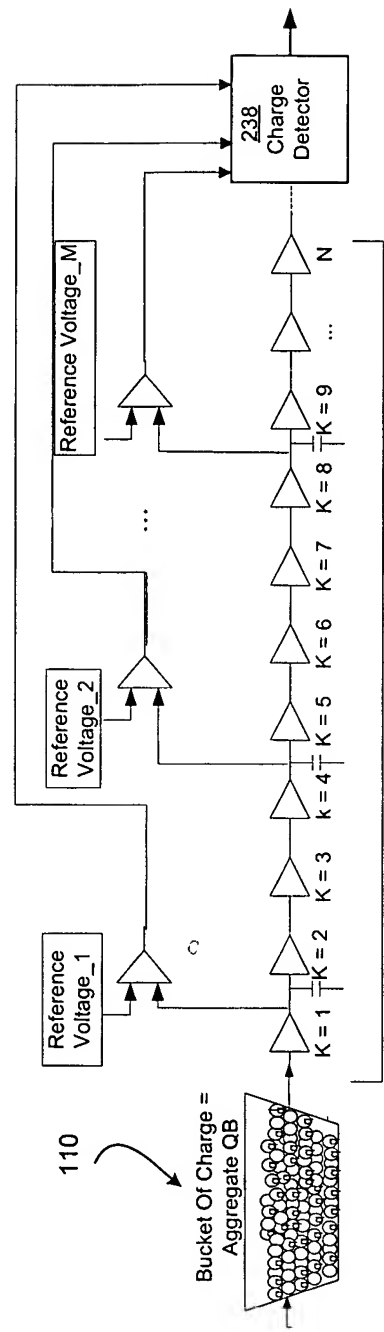 110
Bucket Of Charge =
Aggregate QB
Reference
Voltage_1
Reference
Voltage_2
...
Reference Voltage_M
238
Charge
Detector
K = 1
K = 2
K = 3
k = 4
K = 5
K = 6
K = 7
K = 8
K = 9
...
N